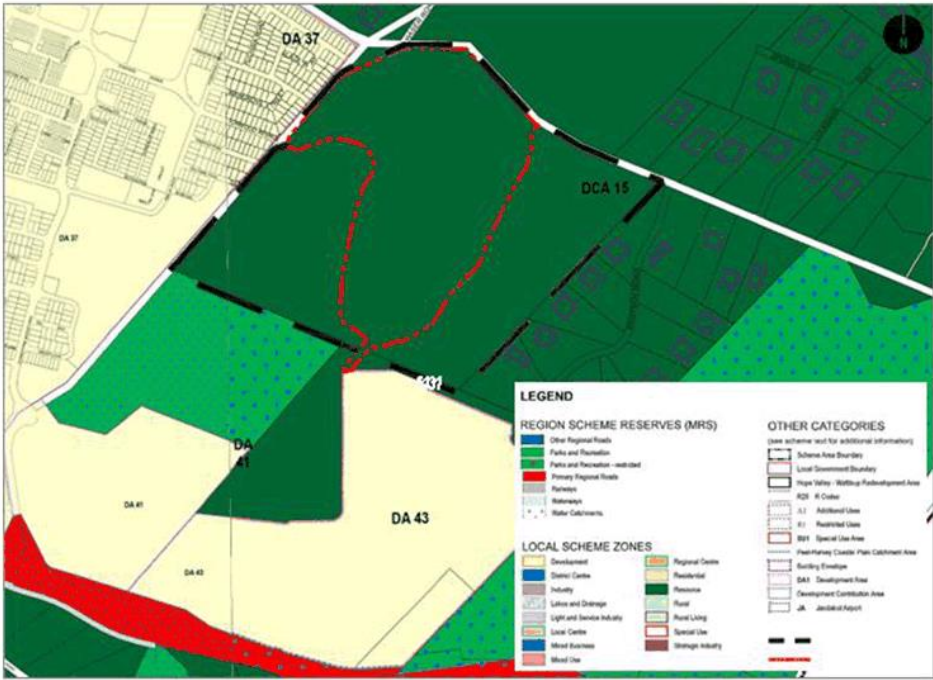 DA 37
N
DCA 15
DA 37
DA
41
DA 41
DA 43
DA 43
LEGEND
REGION SCHEME RESERVES (MRS)
Other Regional Roads
Parks and Recreation
Parks and Recreation - restricted
Primary Regional Roads
Railways
Waterways
Water Catchments
LOCAL SCHEME ZONES
Development
District Centre
Industry
Lakes and Drainage
Light and Service Industry
Local Centre
Mixed Business
Mixed Use
Regional Centre
Residential
Resource
Rural
Rural Living
Special Use
Strategic Industry
OTHER CATEGORIES
(see scheme text for additional information)
Scheme Area Boundary
Local Government Boundary
Hope Valley - Wattleup Redevelopment Area
R20 R Codes
Additional Uses
Restricted Uses
SU1 Special Use Area
Peel-Harvey Coastal Plain Catchment Area
Building Envelope
DA1 Development Area
Development Contribution Area
JA Jandakot Airport